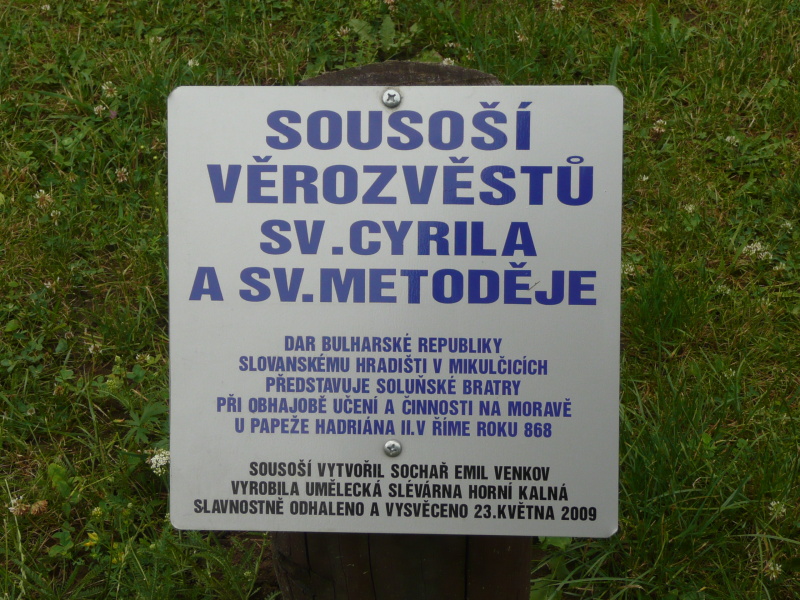 SOUSOŠÍ
VĚROZVĚSTŮ
SV.CYRILA
A SV.METODĚJE
DAR BULHARSKÉ REPUBLIKY
SLOVANSKÉMU HRADIŠTI V MIKULČICÍCH
PŘEDSTAVUJE SOLUŇSKÉ BRATRY
PŘI OBHAJOBĚ UČENÍ A ČINNOSTI NA MORAVĚ
U PAPEŽE HADRIÁNA II.V ŘÍME ROKU 868
SOUSOŠÍ VYTVOŘIL SOCHAŘ EMIL VENKOV
VYROBILA UMĚLECKÁ SLÉVÁRNA HORNÍ KALNÁ
SLAVNOSTNĚ ODHALENO A VYSVĚCENO 23.KVĚTNA 2009